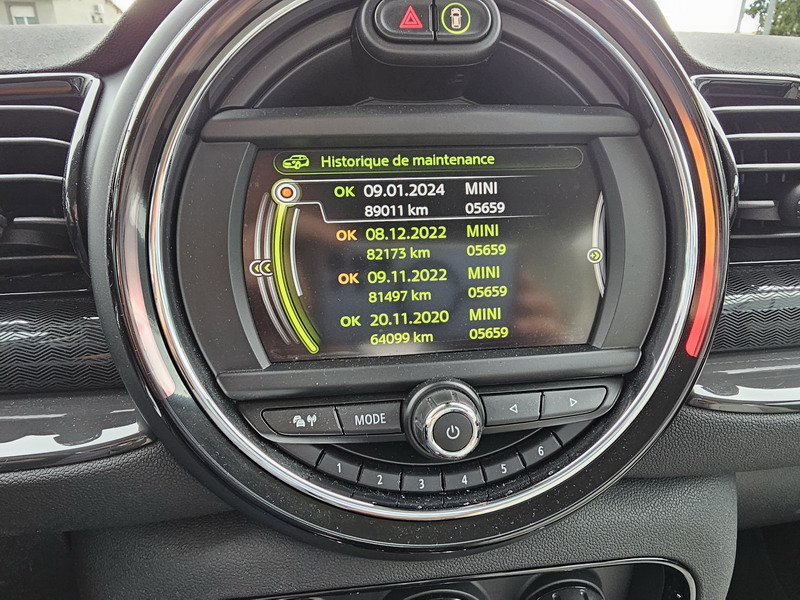 Historique de maintenance
OK 09.01.2024 MINI
89011 km 05659
OK 08.12.2022 MINI
82173 km 05659
OK 09.11.2022 MINI
81497 km 05659
OK 20.11.2020 MINI
64099 km 05659
MODE
1 2 3 4 5 6